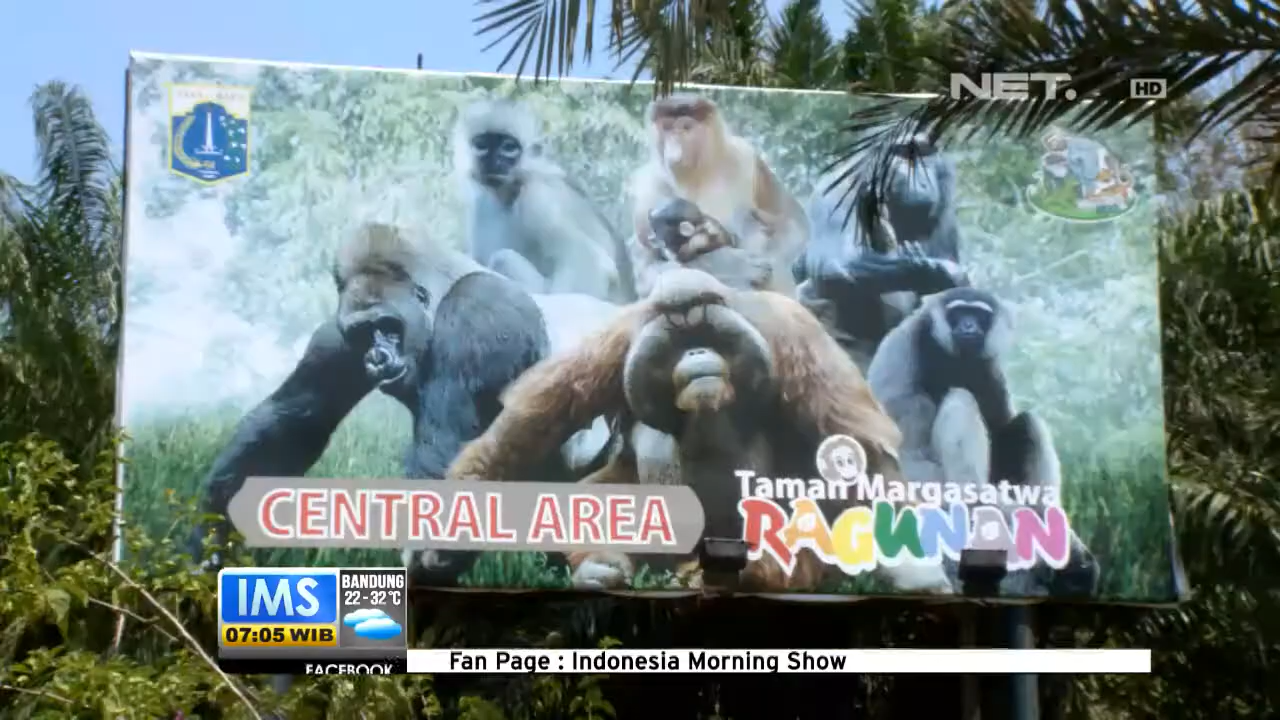 NET.
HD
CENTRAL AREA
Taman Margasatwa
RAGUNAN
IMS
07:05 WIB
BANDUNG
22-32°C
FACEBOOK
Fan Page : Indonesia Morning Show